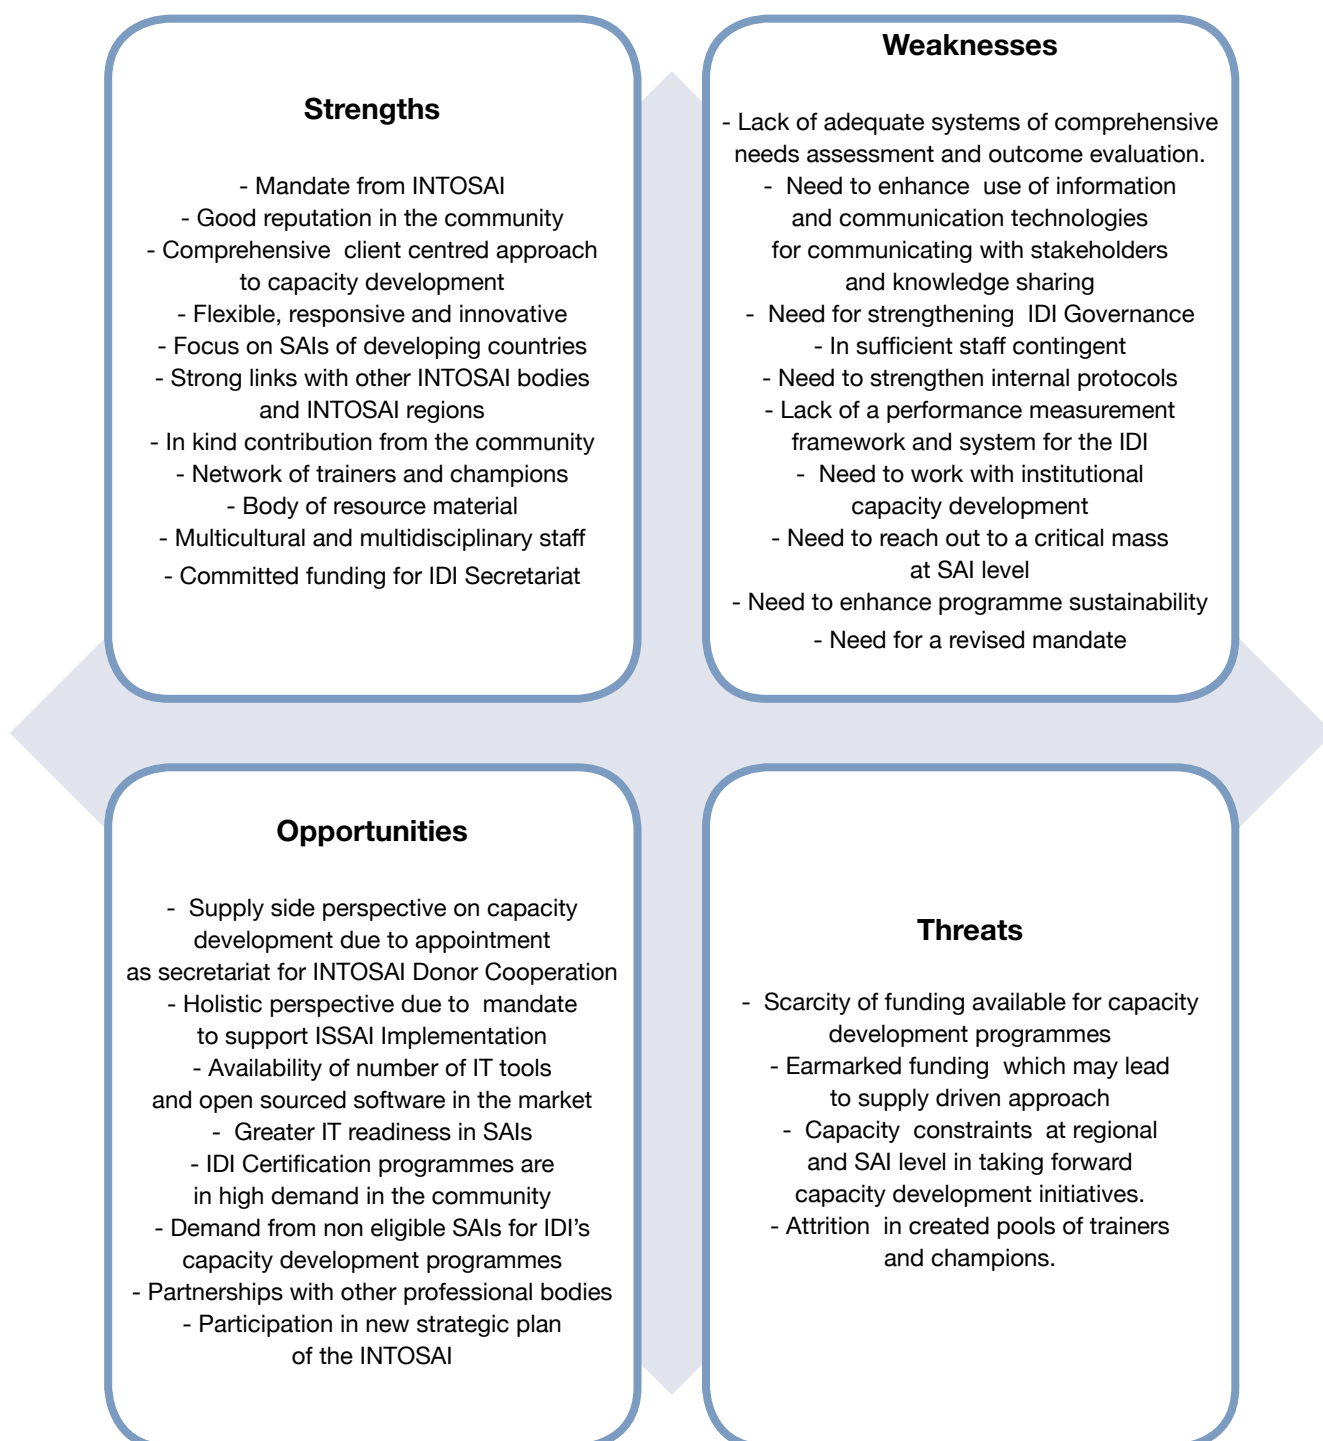 Strengths
- Mandate from INTOSAI
- Good reputation in the community
- Comprehensive client centred approach
to capacity development
- Flexible, responsive and innovative
- Focus on SAIs of developing countries
- Strong links with other INTOSAI bodies
and INTOSAI regions
- In kind contribution from the community
- Network of trainers and champions
- Body of resource material
- Multicultural and multidisciplinary staff
- Committed funding for IDI Secretariat
Weaknesses
- Lack of adequate systems of comprehensive
needs assessment and outcome evaluation.
- Need to enhance use of information
and communication technologies
for communicating with stakeholders
and knowledge sharing
- Need for strengthening IDI Governance
- In sufficient staff contingent
- Need to strengthen internal protocols
- Lack of a performance measurement
framework and system for the IDI
- Need to work with institutional
capacity development
- Need to reach out to a critical mass
at SAI level
- Need to enhance programme sustainability
- Need for a revised mandate
Opportunities
- Supply side perspective on capacity
development due to appointment
as secretariat for INTOSAI Donor Cooperation
- Holistic perspective due to mandate
to support ISSAI Implementation
- Availability of number of IT tools
and open sourced software in the market
- Greater IT readiness in SAIs
- IDI Certification programmes are
in high demand in the community
- Demand from non eligible SAIs for IDI’s
capacity development programmes
- Partnerships with other professional bodies
- Participation in new strategic plan
of the INTOSAI
Threats
- Scarcity of funding available for capacity
development programmes
- Earmarked funding which may lead
to supply driven approach
- Capacity constraints at regional
and SAI level in taking forward
capacity development initiatives.
- Attrition in created pools of trainers
and champions.